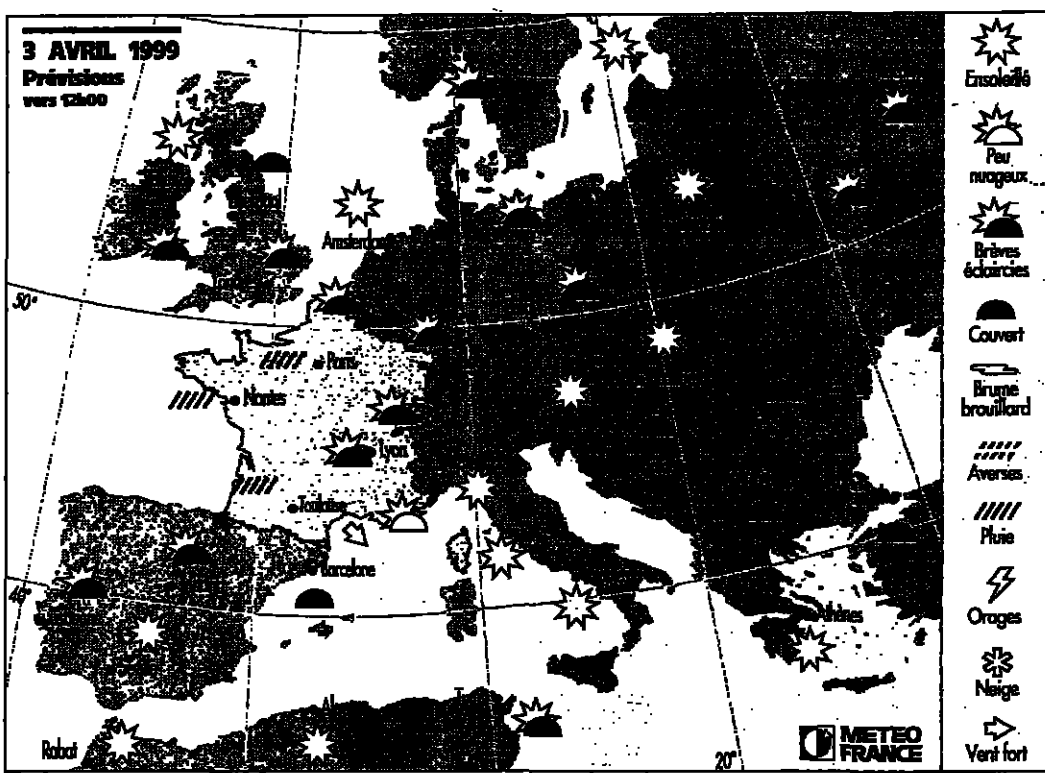 3 AVRIL 1999
Prévisions
vers 12h00
Amsterdam
50°
Paris
Nantes
Lyon
Toulouse
Barcelone
40°
Athènes
Rabat
20°
METEO
FRANCE
Ensoleillé
Peu
nuageux
Brèves
éclaircies
Couvert
Brume
brouillard
Averses
Pluie
Orages
Neige
Vent fort